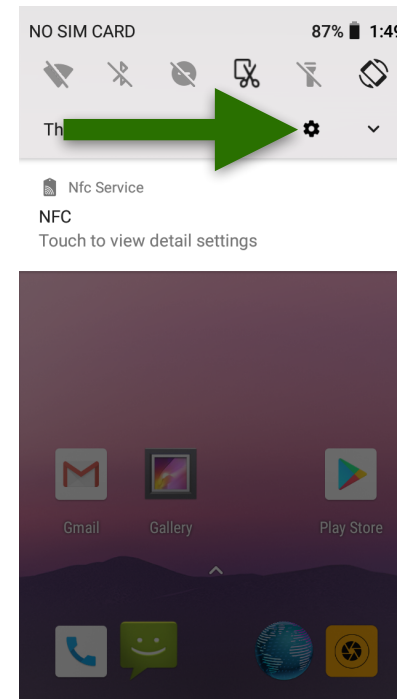 NO SIM CARD 87% 1:49
Th
Nfc Service
NFC
Touch to view detail settings
Gmail Gallery Play Store